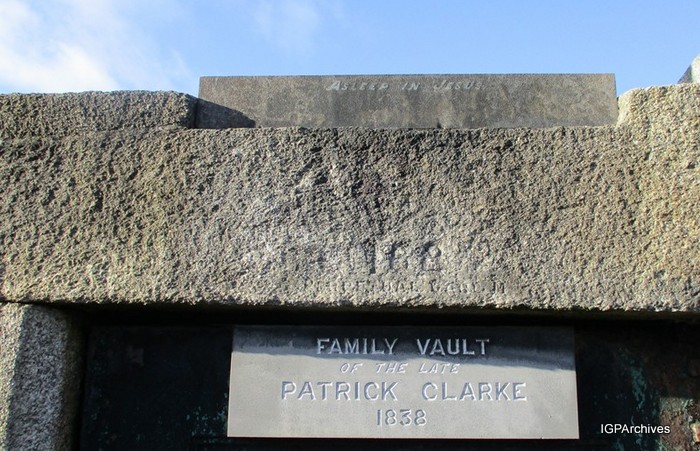 ASLEEP IN JESUS
FAMILY VAULT
OF THE LATE
PATRICK CLARKE
1838
IGPArchives